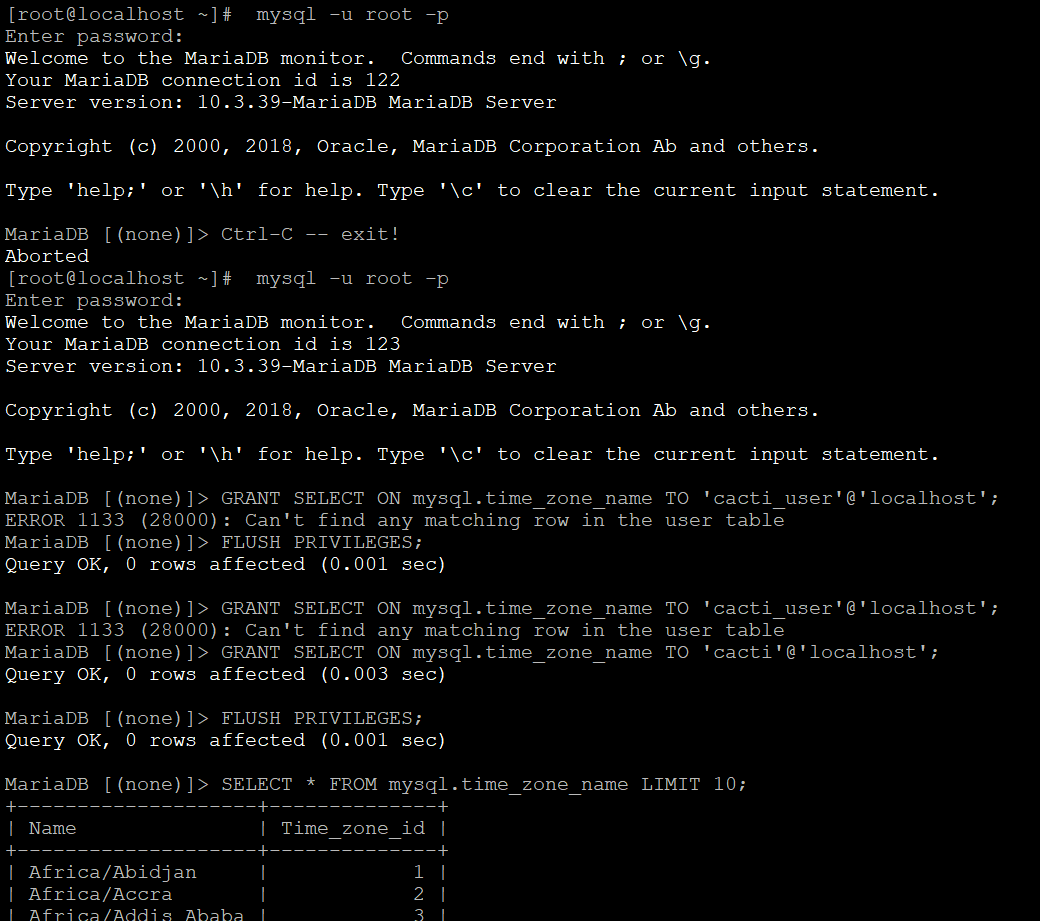 [root@localhost ~]#  mysql -u root -p
Enter password:
Welcome to the MariaDB monitor.  Commands end with ; or \g.
Your MariaDB connection id is 122
Server version: 10.3.39-MariaDB MariaDB Server
Copyright (c) 2000, 2018, Oracle, MariaDB Corporation Ab and others.
Type 'help;' or '\h' for help. Type '\c' to clear the current input statement.
MariaDB [(none)]> Ctrl-C -- exit!
Aborted
[root@localhost ~]#  mysql -u root -p
Enter password:
Welcome to the MariaDB monitor.  Commands end with ; or \g.
Your MariaDB connection id is 123
Server version: 10.3.39-MariaDB MariaDB Server
Copyright (c) 2000, 2018, Oracle, MariaDB Corporation Ab and others.
Type 'help;' or '\h' for help. Type '\c' to clear the current input statement.
MariaDB [(none)]> GRANT SELECT ON mysql.time_zone_name TO 'cacti_user'@'localhost';
ERROR 1133 (28000): Can't find any matching row in the user table
MariaDB [(none)]> FLUSH PRIVILEGES;
Query OK, 0 rows affected (0.001 sec)
MariaDB [(none)]> GRANT SELECT ON mysql.time_zone_name TO 'cacti_user'@'localhost';
ERROR 1133 (28000): Can't find any matching row in the user table
MariaDB [(none)]> GRANT SELECT ON mysql.time_zone_name TO 'cacti'@'localhost';
Query OK, 0 rows affected (0.003 sec)
MariaDB [(none)]> FLUSH PRIVILEGES;
Query OK, 0 rows affected (0.001 sec)
MariaDB [(none)]> SELECT * FROM mysql.time_zone_name LIMIT 10;
+--------------------+--------------+
| Name               | Time_zone_id |
+--------------------+--------------+
| Africa/Abidjan     |            1 |
| Africa/Accra       |            2 |
| Africa/Addis_Ababa |            3 |